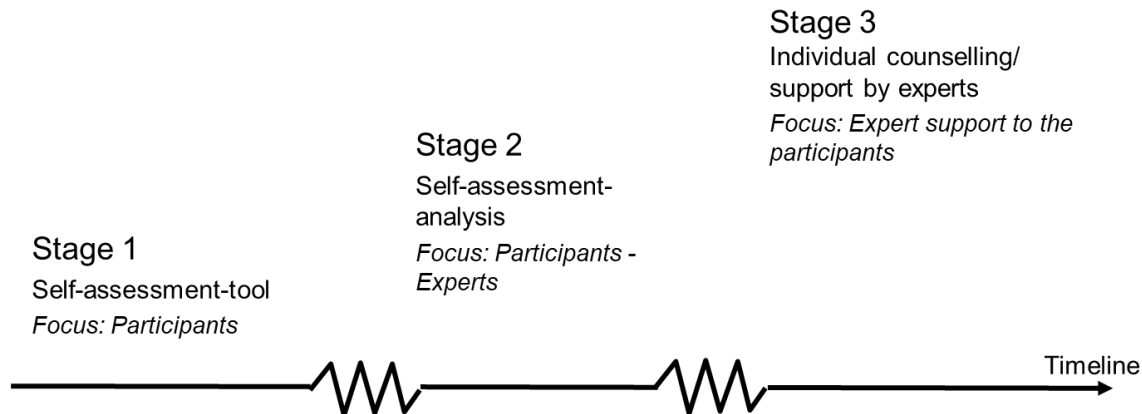 Stage 1
Self-assessment-tool
Focus: Participants
Stage 2
Self-assessment-
analysis
Focus: Participants -
Experts
Stage 3
Individual counselling/
support by experts
Focus: Expert support to the
participants
Timeline